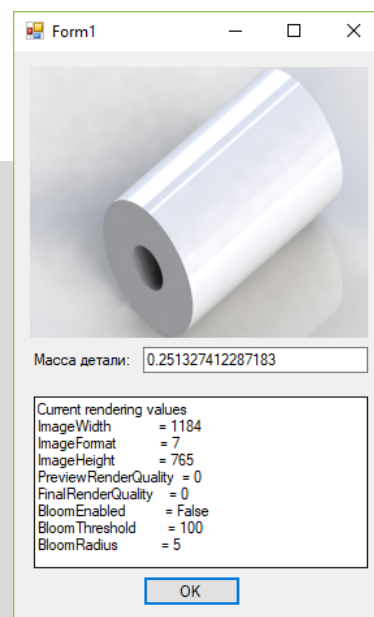 Form1
Масса детали: 0.251327412287183
Current rendering values
ImageWidth = 1184
ImageFormat = 7
ImageHeight = 765
PreviewRenderQuality = 0
FinalRenderQuality = 0
BloomEnabled = False
BloomThreshold = 100
BloomRadius = 5
OK